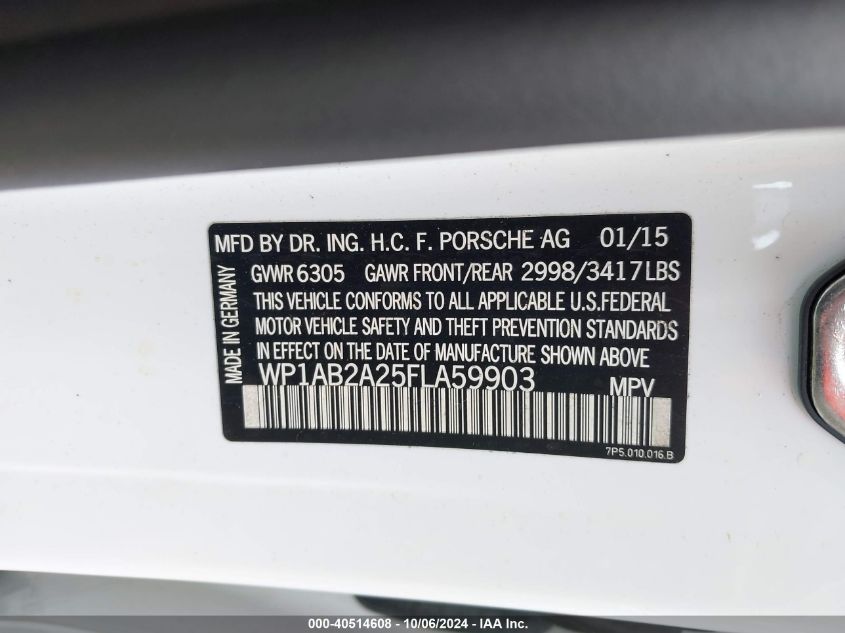 MFD BY DR. ING. H.C. F. PORSCHE AG 01/15
GVWR 6305 GAWR FRONT/REAR 2998/3417LBS
THIS VEHICLE CONFORMS TO ALL APPLICABLE U.S.FEDERAL
MOTOR VEHICLE SAFETY AND THEFT PREVENTION STANDARDS
IN EFFECT ON THE DATE OF MANUFACTURE SHOWN ABOVE
WP1AB2A25FLA59903 MPV
MADE IN GERMANY
7P5.010.016.B
000-40514608 - 10/06/2024 - © IAA Inc.